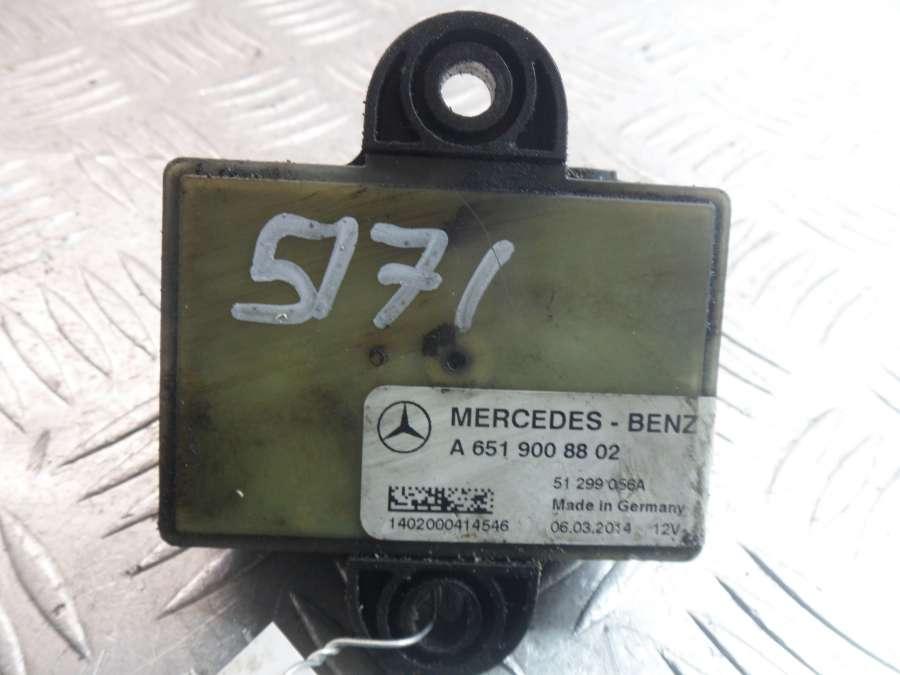 5171
MERCEDES - BENZ
A 651 900 88 02
51 299 056A
Made in Germany
1402000414546
06.03.2014 12V